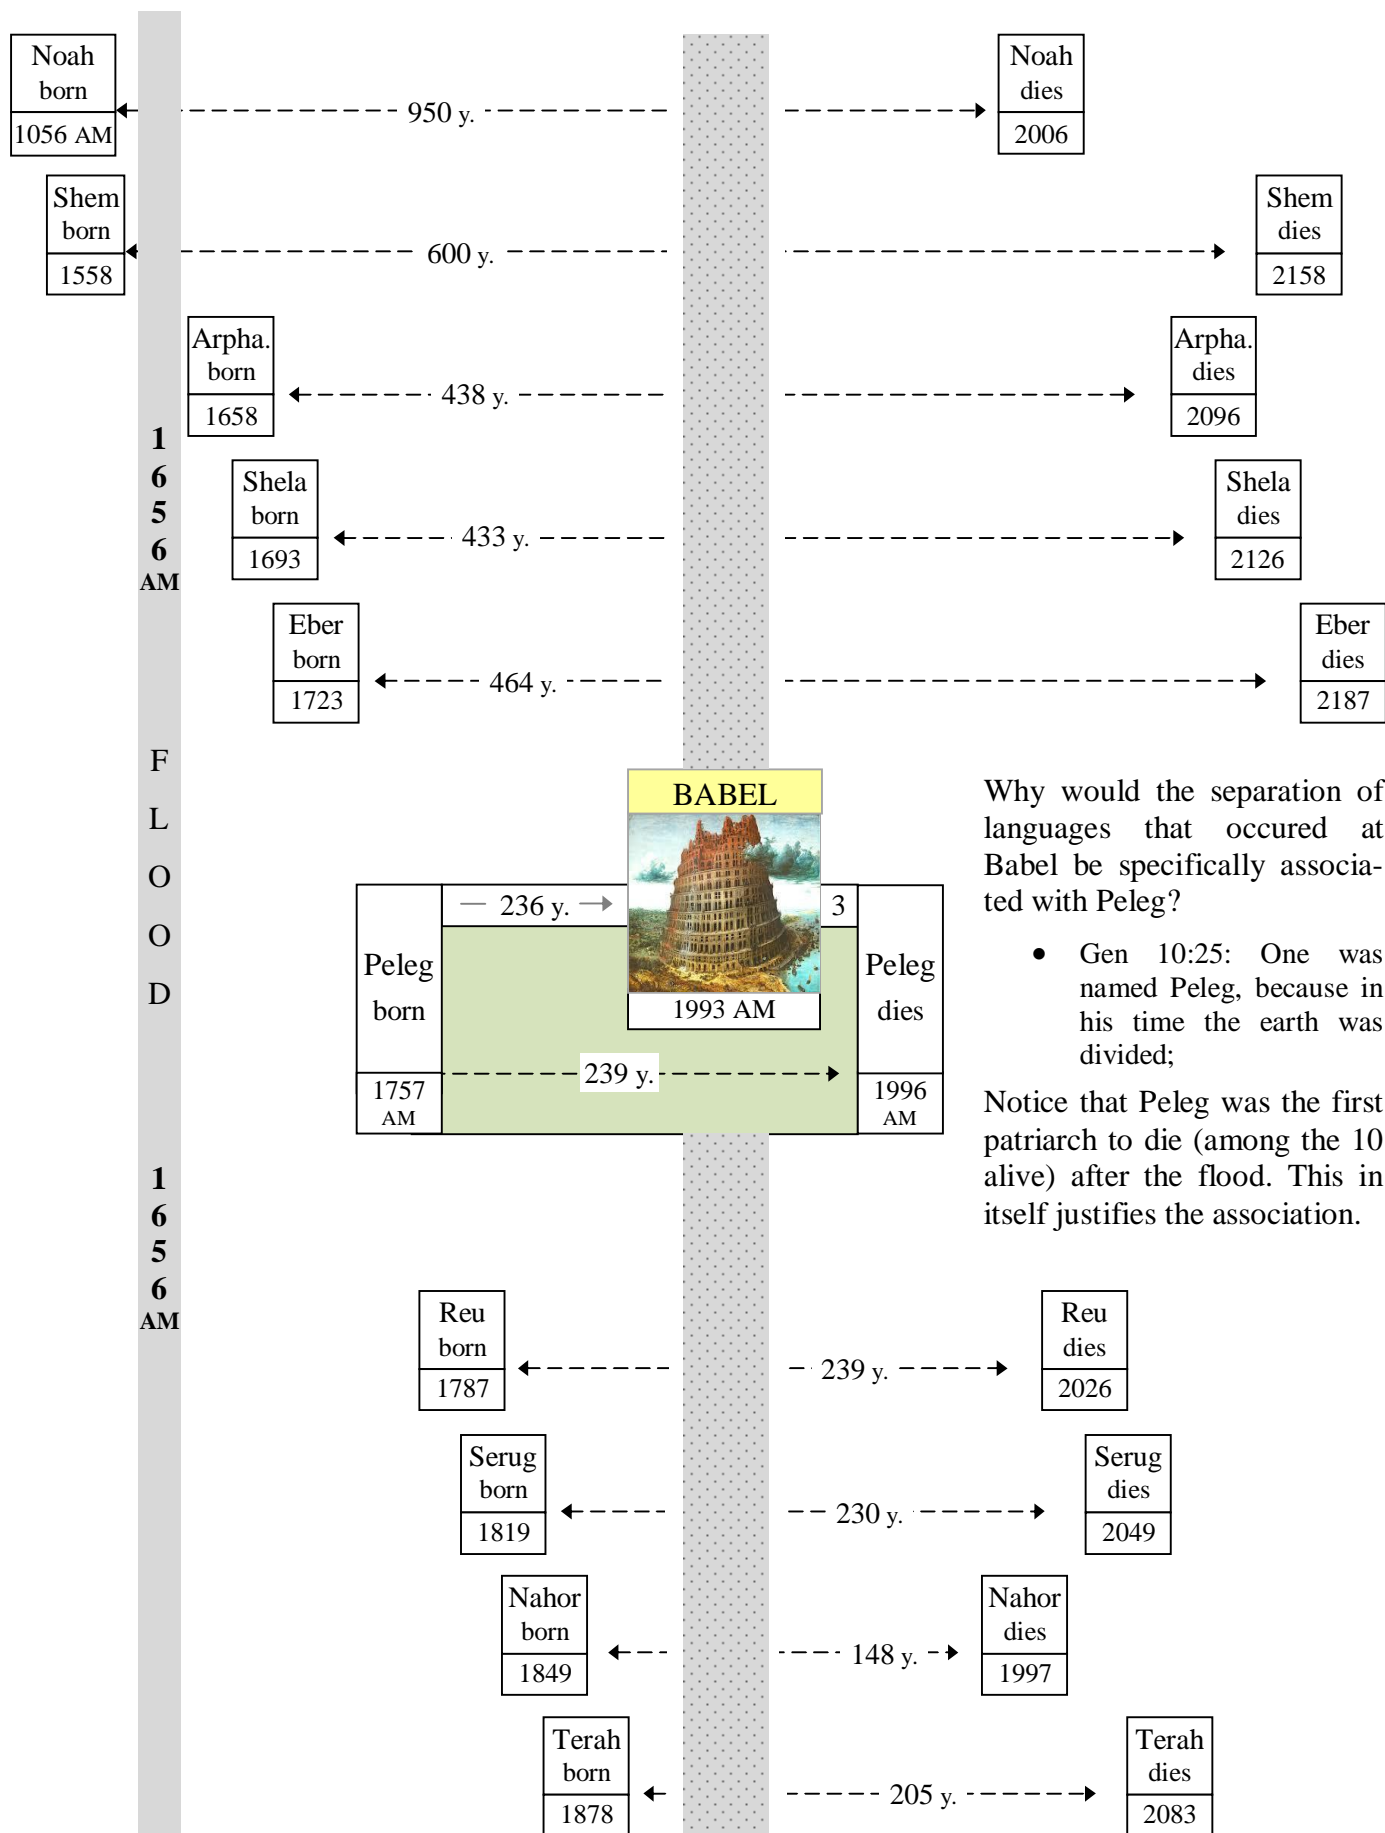 Noah
born
1056 AM
950 y.
Noah
dies
2006
Shem
born
1558
600 y.
Shem
dies
2158
Arpha.
born
1658
438 y.
Arpha.
dies
2096
1
6
5
6
AM
Shela
born
1693
433 y.
Shela
dies
2126
Eber
born
1723
464 y.
Eber
dies
2187
F
L
O
O
D
BABEL
1993 AM
236 y.
3
Peleg
born
1757
AM
239 y.
Peleg
dies
1996
AM
Why would the separation of
languages that occured at
Babel be specifically associa-
ted with Peleg?
• Gen 10:25: One was
named Peleg, because in
his time the earth was
divided;
Notice that Peleg was the first
patriarch to die (among the 10
alive) after the flood. This in
itself justifies the association.
1
6
5
6
AM
Reu
born
1787
239 y.
Reu
dies
2026
Serug
born
1819
230 y.
Serug
dies
2049
Nahor
born
1849
148 y.
Nahor
dies
1997
Terah
born
1878
205 y.
Terah
dies
2083